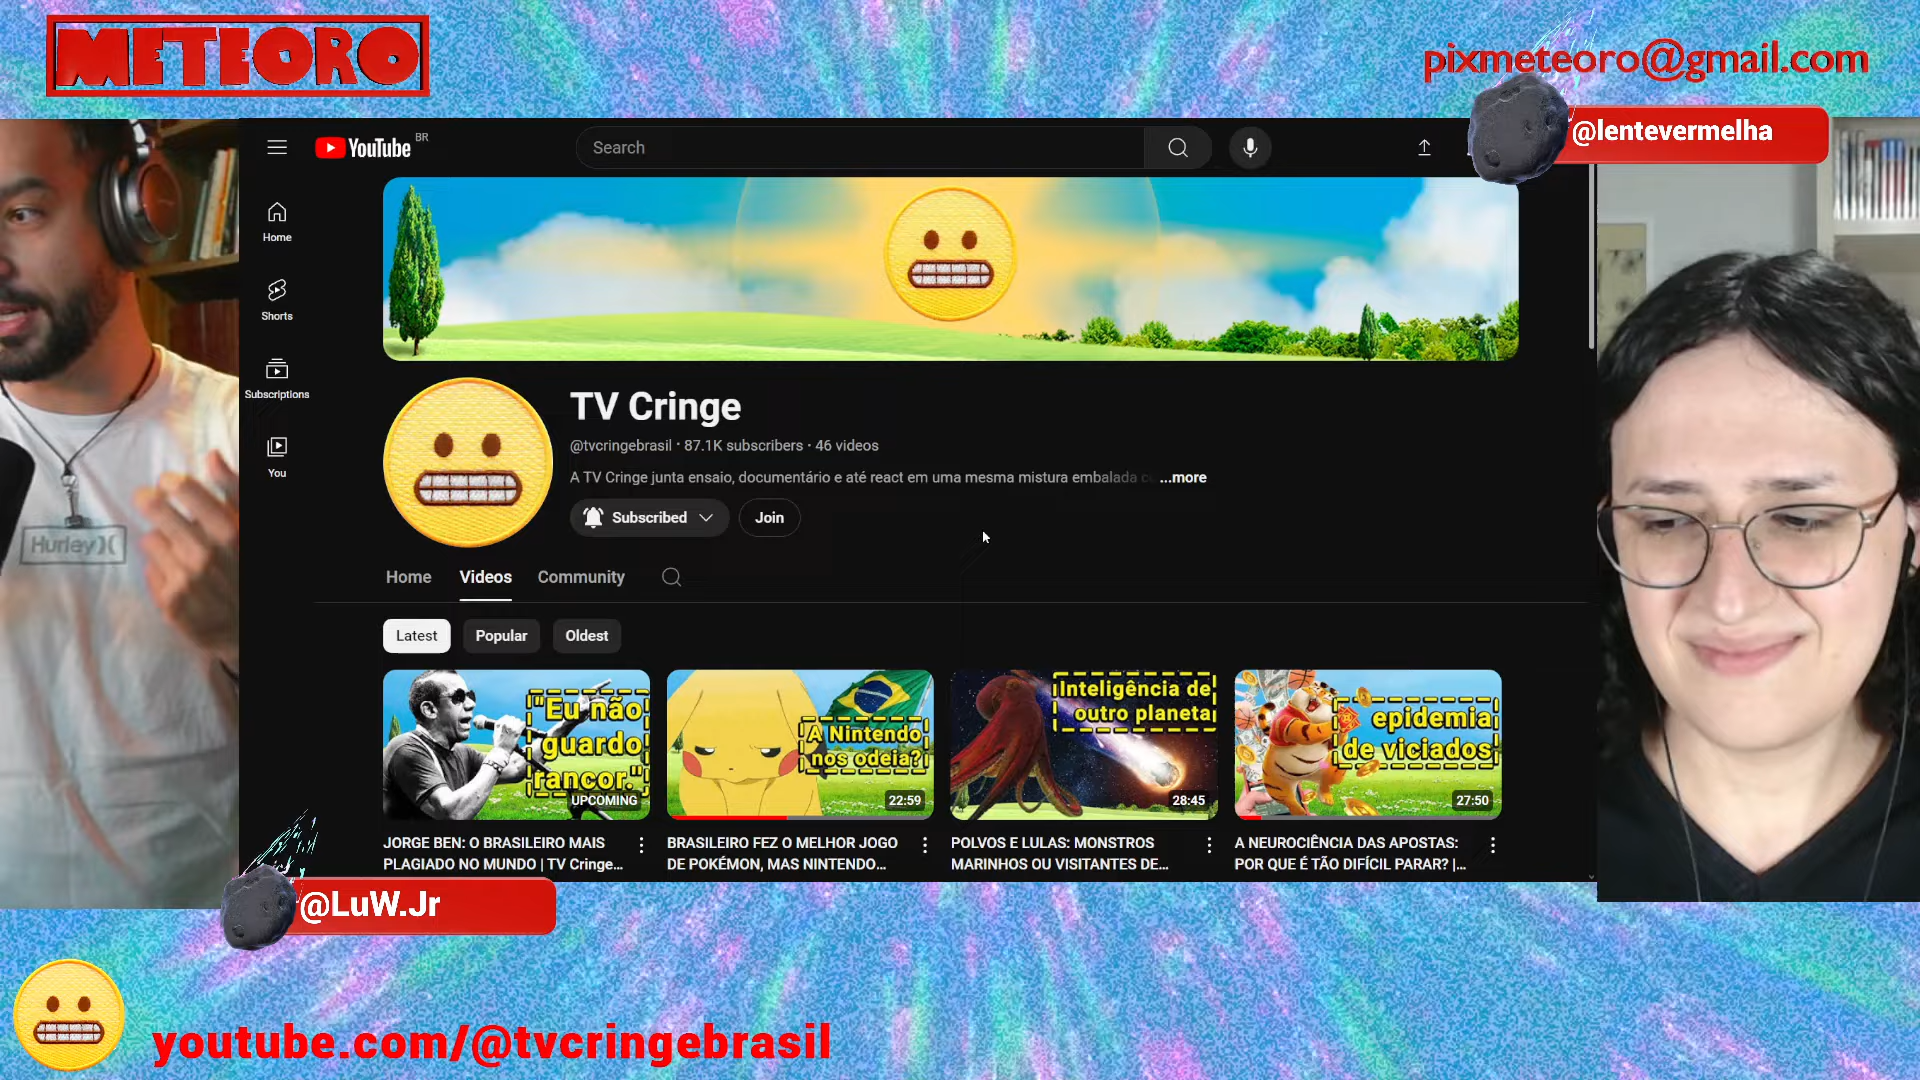 METEORO
pixmeteoro@gmail.com
@lentevermelha
YouTube BR
Search
Home
Shorts
Subscriptions
You
TV Cringe
@tvcringebrasil · 87.1K subscribers · 46 videos
A TV Cringe junta ensaio, documentário e até react em uma mesma mistura embalada ...more
Subscribed
Join
Home Videos Community
Latest Popular Oldest
"Eu não
guardo
rancor."
UPCOMING
A Nintendo
nos odeia?
22:59
Inteligência de
outro planeta
28:45
epidemia
de viciados
27:50
JORGE BEN: O BRASILEIRO MAIS
PLAGIADO NO MUNDO | TV Cringe...
BRASILEIRO FEZ O MELHOR JOGO
DE POKÉMON, MAS NINTENDO...
POLVOS E LULAS: MONSTROS
MARINHOS OU VISITANTES DE...
A NEUROCIÊNCIA DAS APOSTAS:
POR QUE É TÃO DIFÍCIL PARAR? |...
Hurley
@LuW.Jr
youtube.com/@tvcringebrasil